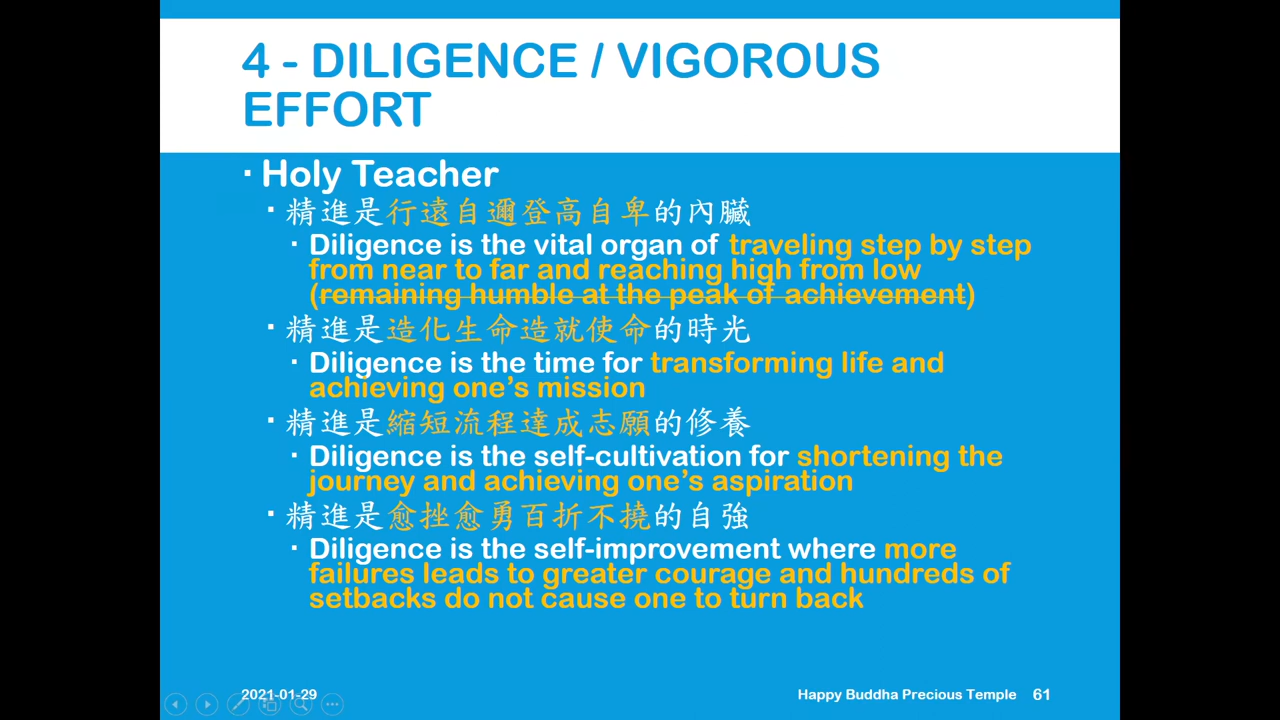 4 - DILIGENCE / VIGOROUS
EFFORT
· Holy Teacher
· 精進是行遠自邇登高自卑的內臟
· Diligence is the vital organ of traveling step by step
from near to far and reaching high from low
(remaining humble at the peak of achievement)
· 精進是造化生命造就使命的時光
· Diligence is the time for transforming life and
achieving one's mission
· 精進是縮短流程達成志願的修養
· Diligence is the self-cultivation for shortening the
journey and achieving one's aspiration
· 精進是愈挫愈勇百折不撓的自強
· Diligence is the self-improvement where more
failures leads to greater courage and hundreds of
setbacks do not cause one to turn back
2021-01-29 Happy Buddha Precious Temple 61